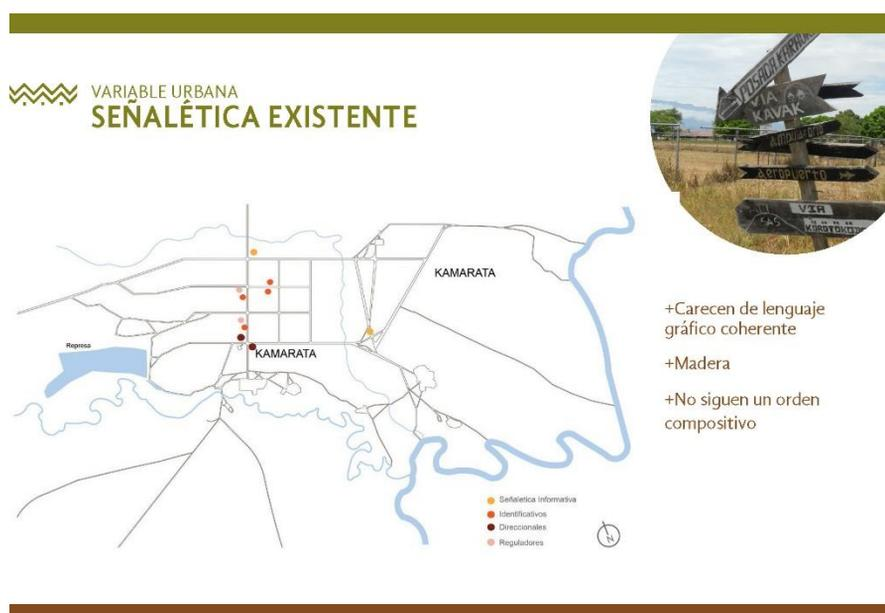 VARIABLE URBANA
SEÑALÉTICA EXISTENTE
POSADA
VIA
KAVAK
Aeropuerto
VIA
KAMARATA
+Carecen de lenguaje
gráfico coherente
Represa
KAMARATA
+Madera
+No siguen un orden
compositivo
Señaletica Informativa
Identificativos
Direccionales
Reguladores
N